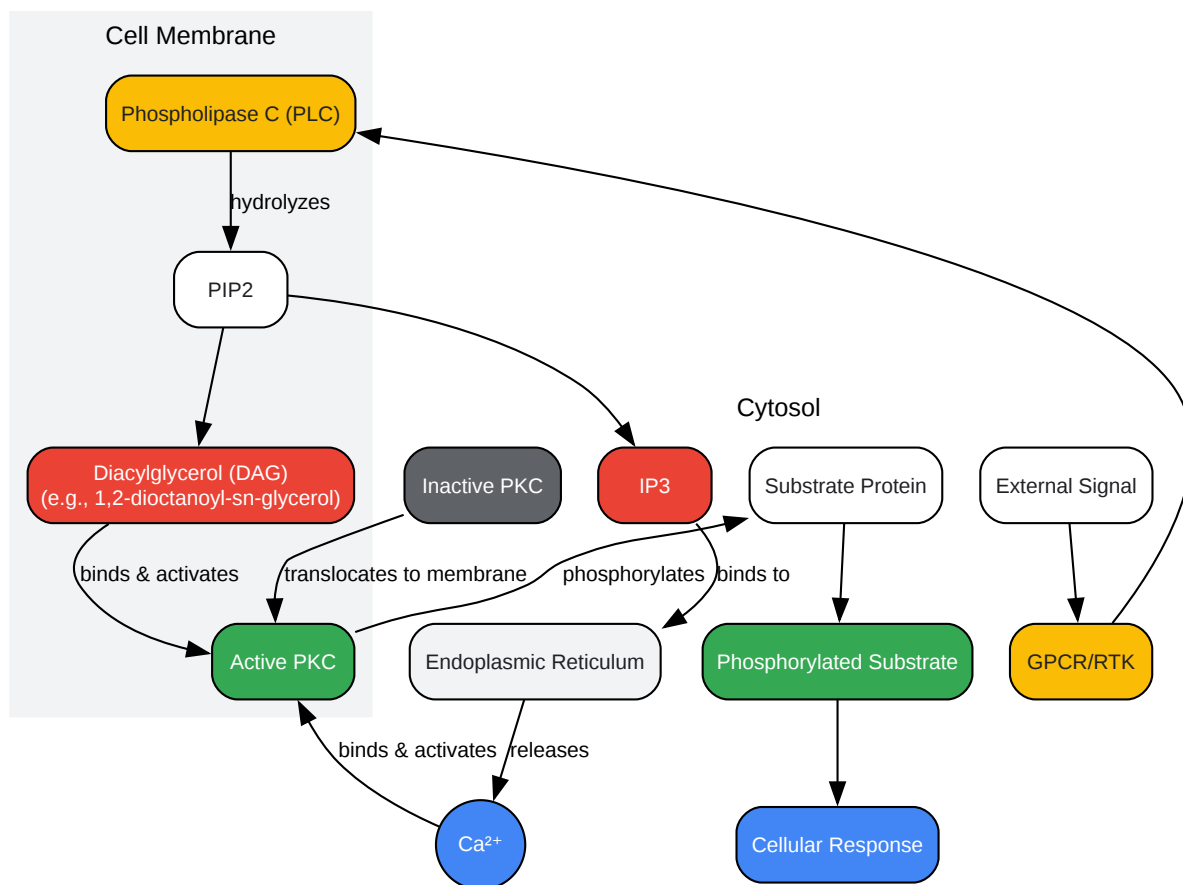 Cell Membrane
Phospholipase C (PLC)
hydrolyzes
PIP2
Cytosol
Diacylglycerol (DAG)
(e.g., 1,2-dioctanoyl-sn-glycerol)
Inactive PKC
IP3
Substrate Protein
External Signal
binds & activates
translocates to membrane
phosphorylates
binds to
Active PKC
Endoplasmic Reticulum
Phosphorylated Substrate
GPCR/RTK
binds & activates
releases
Ca²⁺
Cellular Response